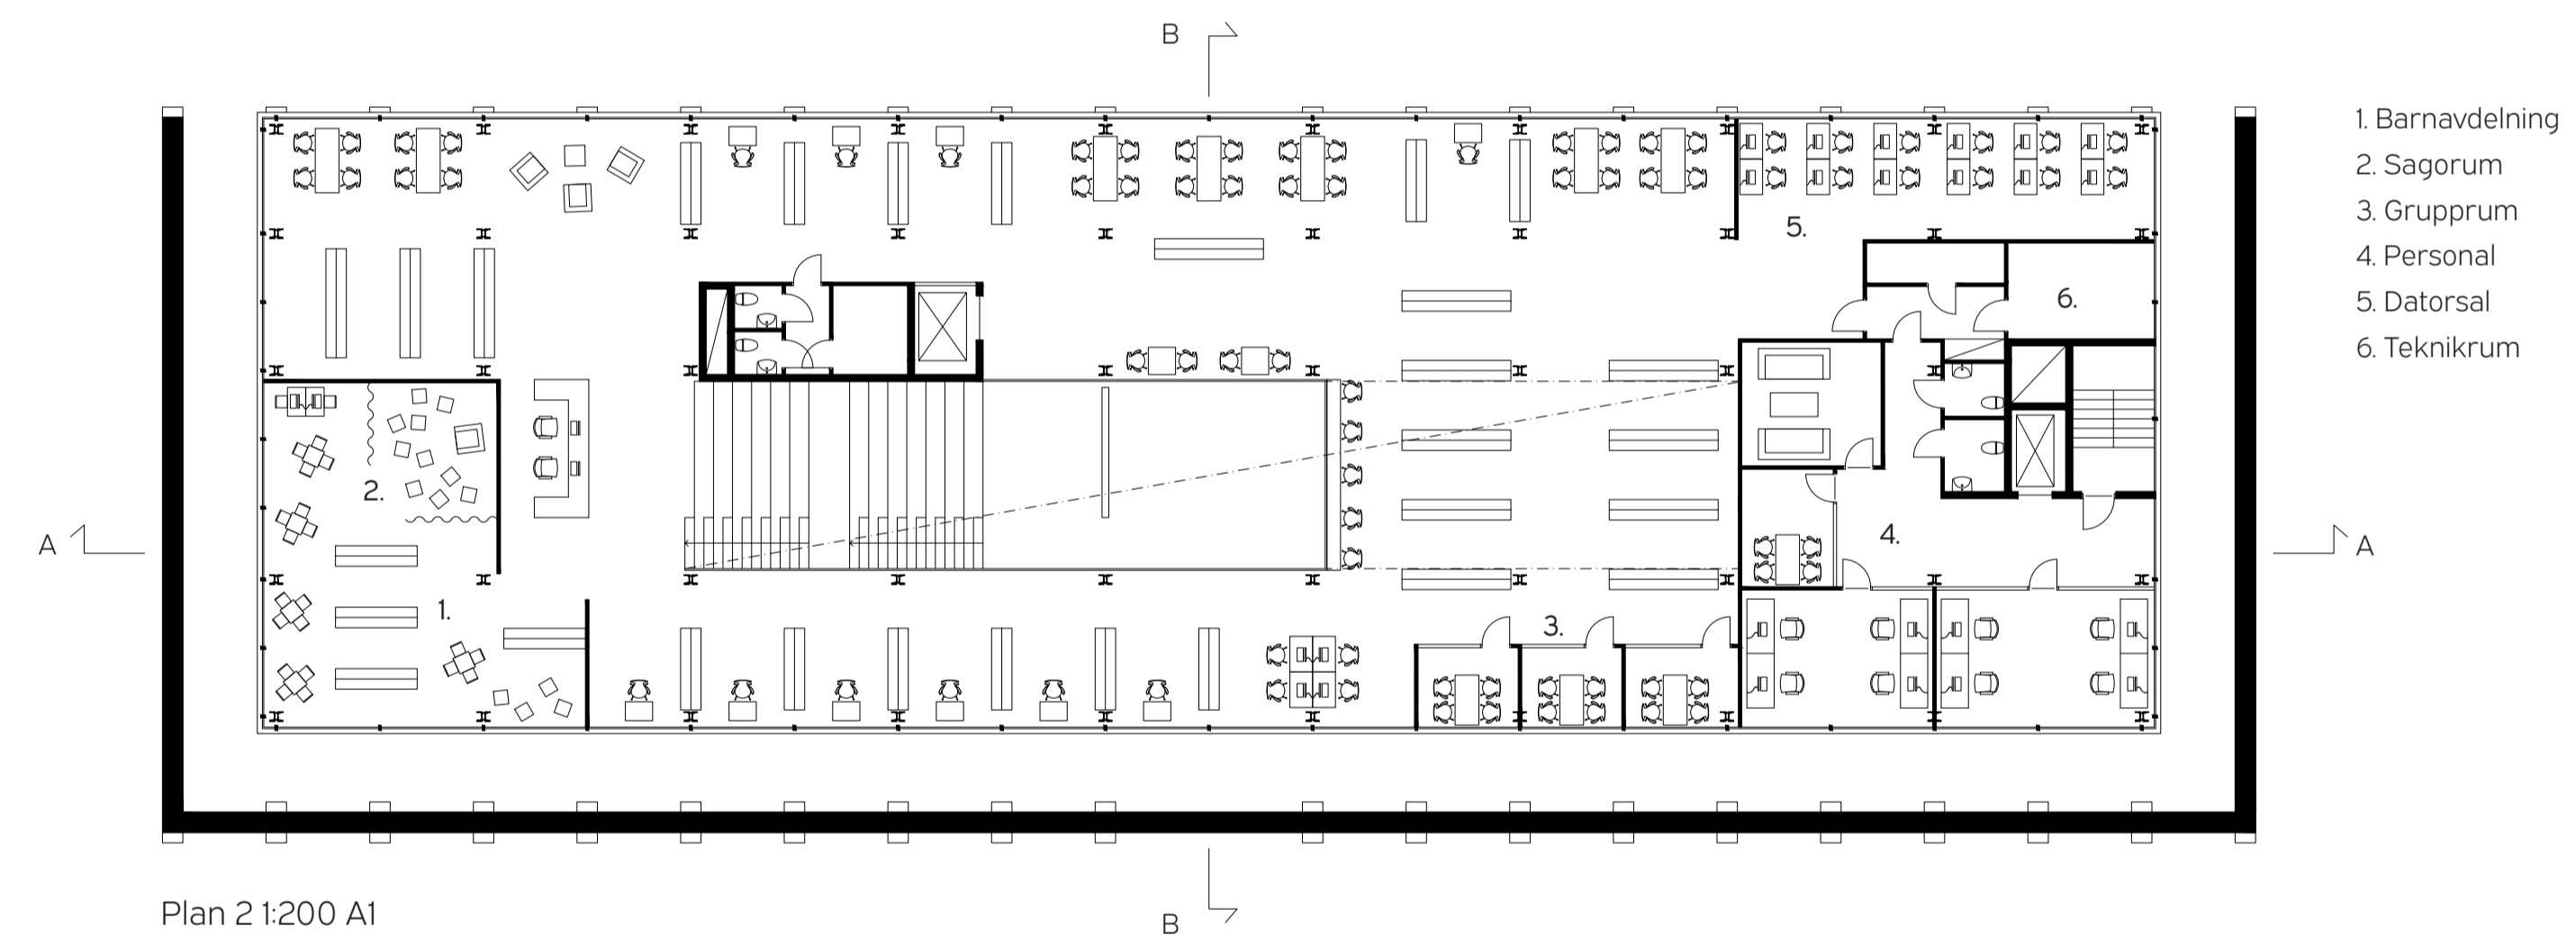 B
1. Barnavdelning
2. Sagorum
3. Grupprum
4. Personal
5. Datorsal
6. Teknikrum
5.
6.
2.
A
4.
A
1.
3.
Plan 2 1:200 A1
B